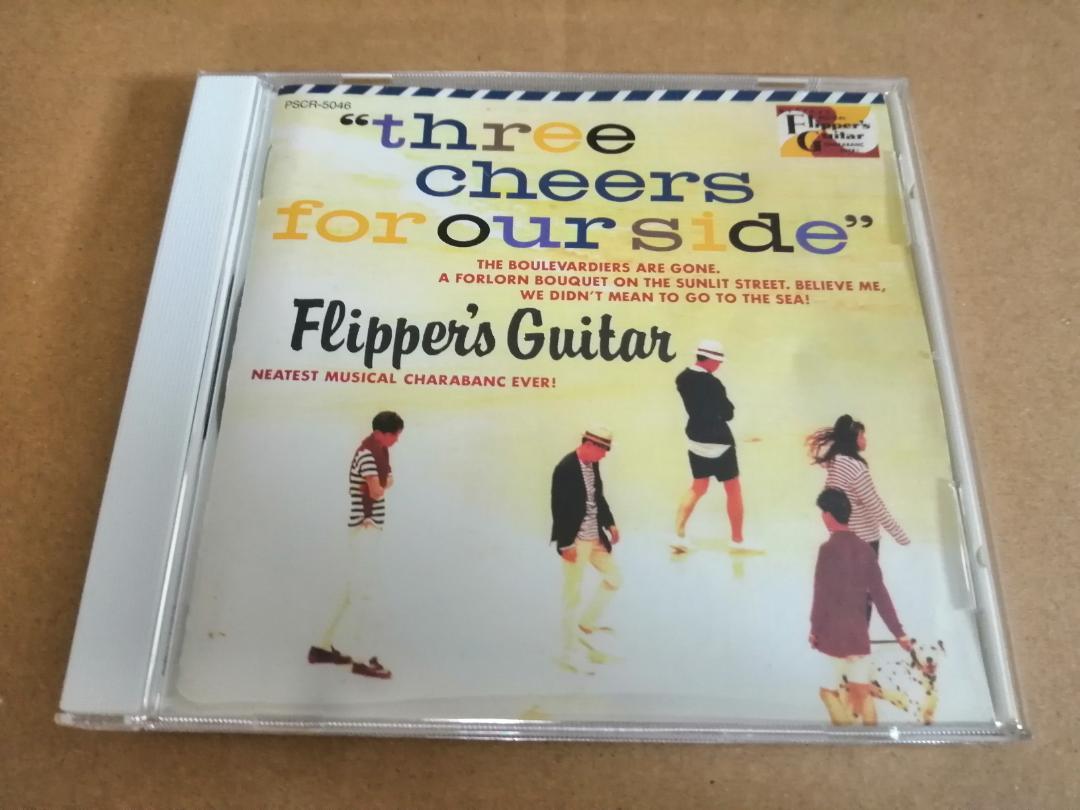 PSCR-5046
“three
cheers
for our side”
Flipper's
Guitar
THE BOULEVARDIERS ARE GONE.
A FORLORN BOUQUET ON THE SUNLIT STREET. BELIEVE ME,
WE DIDN'T MEAN TO GO TO THE SEA!
Flipper's Guitar
NEATEST MUSICAL CHARABANC EVER!